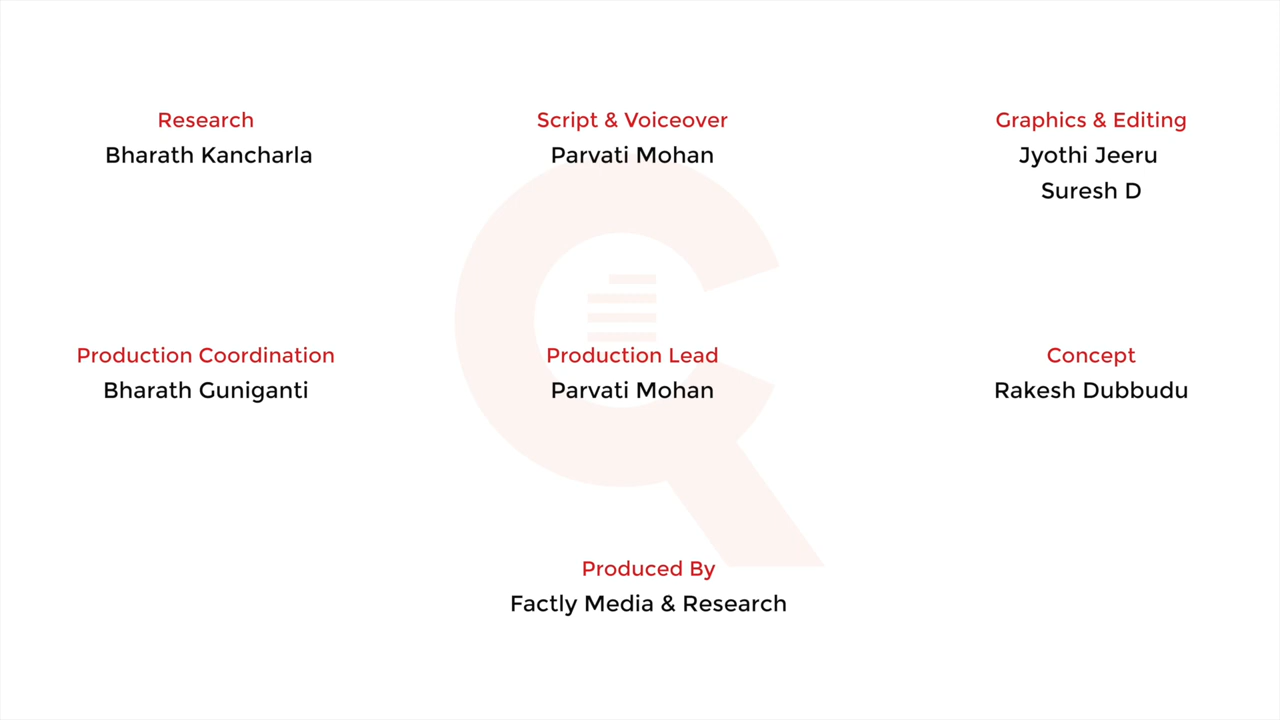 Research
Bharath Kancharla
Script & Voiceover
Parvati Mohan
Graphics & Editing
Jyothi Jeeru
Suresh D
Production Coordination
Bharath Guniganti
Production Lead
Parvati Mohan
Concept
Rakesh Dubbudu
Produced By
Factly Media & Research